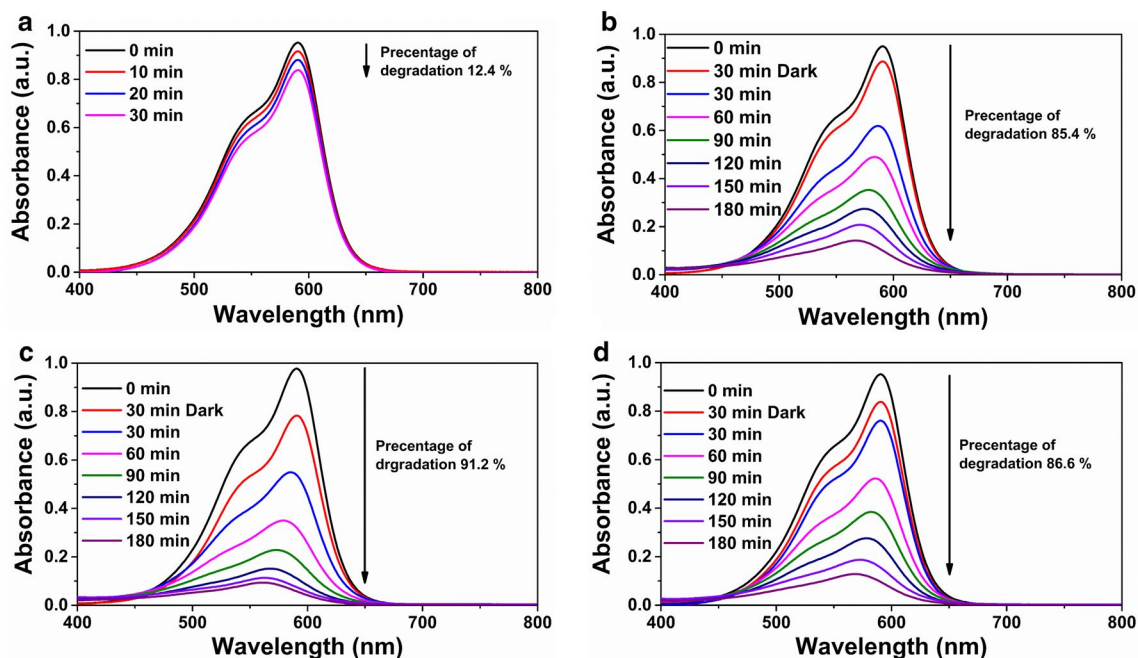 a
1.0
0.8
0.6
0.4
0.2
0.0
Absorbance (a.u.)
0 min
10 min
20 min
30 min
Precentage of
degradation 12.4 %
400
500
600
700
800
Wavelength (nm)
b
1.0
0.8
0.6
0.4
0.2
0.0
Absorbance (a.u.)
0 min
30 min Dark
30 min
60 min
90 min
120 min
150 min
180 min
Precentage of
degradation 85.4 %
400
500
600
700
800
Wavelength (nm)
c
1.0
0.8
0.6
0.4
0.2
0.0
Absorbance (a.u.)
0 min
30 min Dark
30 min
60 min
90 min
120 min
150 min
180 min
Precentage of
drgradation 91.2 %
400
500
600
700
800
Wavelength (nm)
d
1.0
0.8
0.6
0.4
0.2
0.0
Absorbance (a.u.)
0 min
30 min Dark
30 min
60 min
90 min
120 min
150 min
180 min
Precentage of
degradation 86.6 %
400
500
600
700
800
Wavelength (nm)